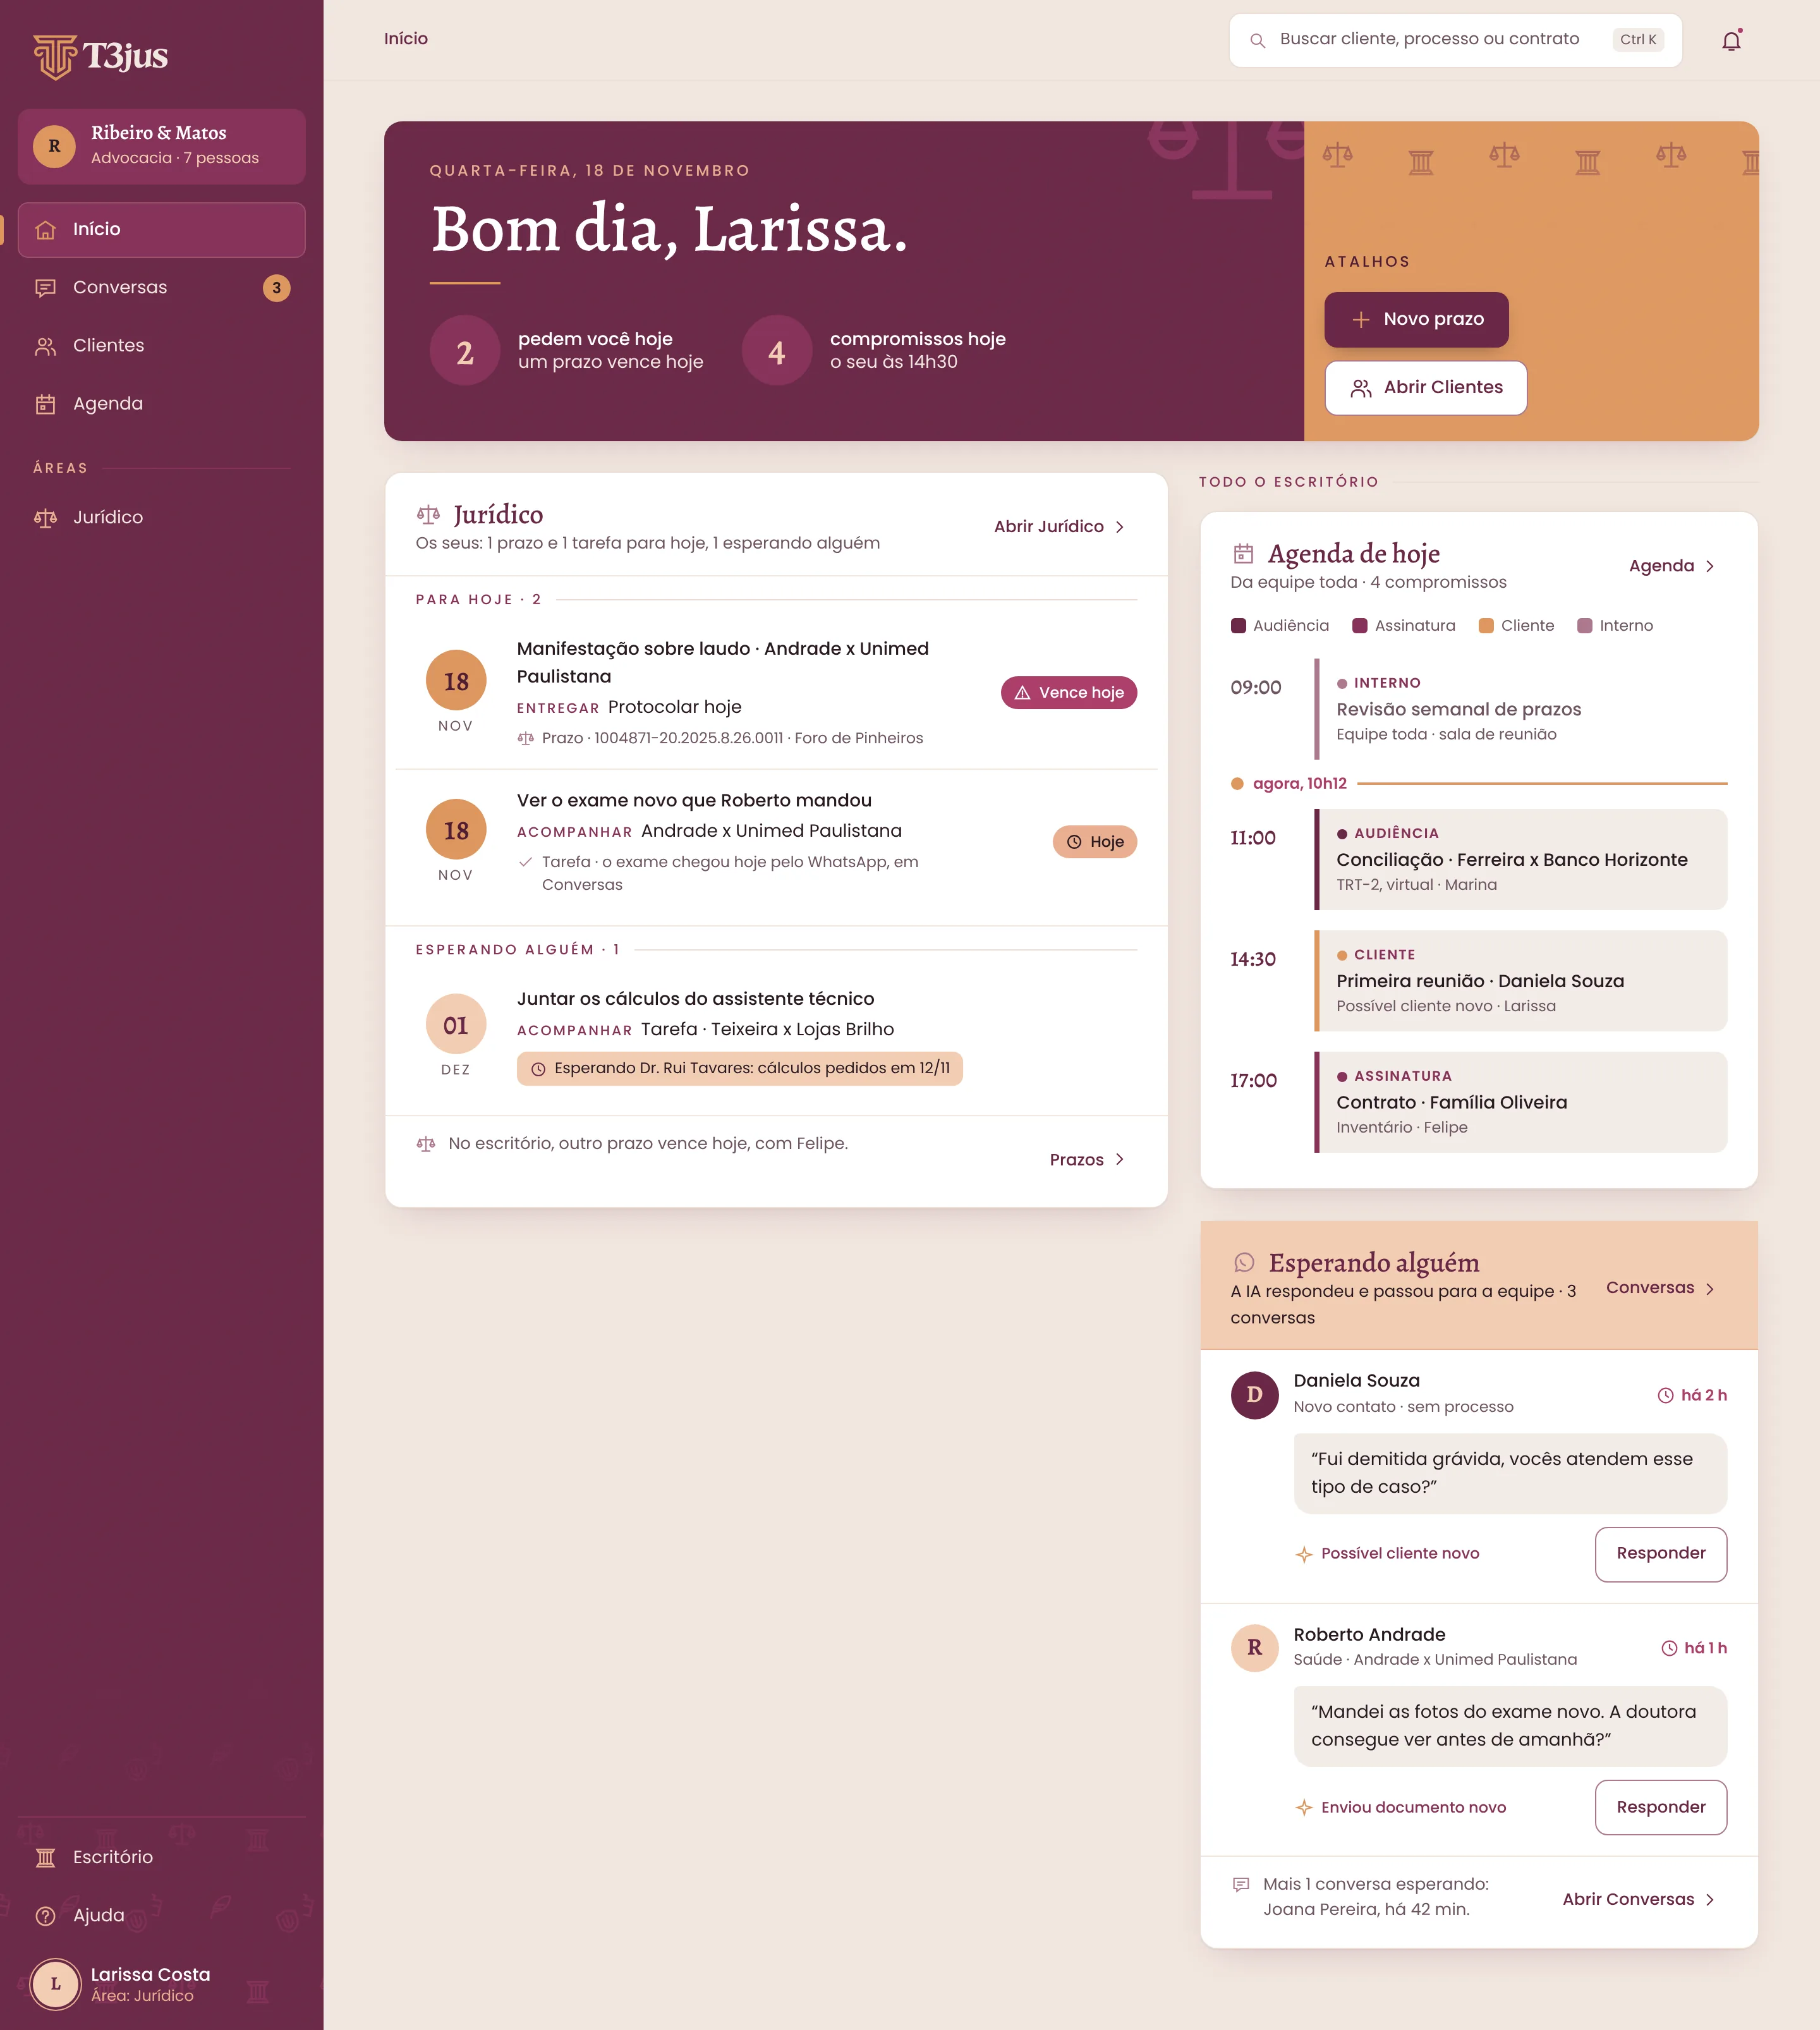 T3jus
R
Ribeiro & Matos
Advocacia · 7 pessoas
Início
Conversas
3
Clientes
Agenda
ÁREAS
Jurídico
Escritório
Ajuda
L
Larissa Costa
Área: Jurídico
Início
Buscar cliente, processo ou contrato
Ctrl K
QUARTA-FEIRA, 18 DE NOVEMBRO
Bom dia, Larissa.
2
pedem você hoje
um prazo vence hoje
4
compromissos hoje
o seu às 14h30
ATALHOS
Novo prazo
Abrir Clientes
Jurídico
Os seus: 1 prazo e 1 tarefa para hoje, 1 esperando alguém
Abrir Jurídico
PARA HOJE · 2
18
NOV
Manifestação sobre laudo · Andrade x Unimed
Paulistana
ENTREGAR Protocolar hoje
Prazo · 1004871-20.2025.8.26.0011 · Foro de Pinheiros
Vence hoje
18
NOV
Ver o exame novo que Roberto mandou
ACOMPANHAR Andrade x Unimed Paulistana
Tarefa · o exame chegou hoje pelo WhatsApp, em
Conversas
Hoje
ESPERANDO ALGUÉM · 1
01
DEZ
Juntar os cálculos do assistente técnico
ACOMPANHAR Tarefa · Teixeira x Lojas Brilho
Esperando Dr. Rui Tavares: cálculos pedidos em 12/11
No escritório, outro prazo vence hoje, com Felipe.
Prazos
TODO O ESCRITÓRIO
Agenda de hoje
Da equipe toda · 4 compromissos
Agenda
Audiência
Assinatura
Cliente
Interno
09:00
INTERNO
Revisão semanal de prazos
Equipe toda · sala de reunião
agora, 10h12
11:00
AUDIÊNCIA
Conciliação · Ferreira x Banco Horizonte
TRT-2, virtual · Marina
14:30
CLIENTE
Primeira reunião · Daniela Souza
Possível cliente novo · Larissa
17:00
ASSINATURA
Contrato · Família Oliveira
Inventário · Felipe
Esperando alguém
A IA respondeu e passou para a equipe · 3
conversas
Conversas
D
Daniela Souza
Novo contato · sem processo
há 2 h
“Fui demitida grávida, vocês atendem esse
tipo de caso?”
Possível cliente novo
Responder
R
Roberto Andrade
Saúde · Andrade x Unimed Paulistana
há 1 h
“Mandei as fotos do exame novo. A doutora
consegue ver antes de amanhã?”
Enviou documento novo
Responder
Mais 1 conversa esperando:
Joana Pereira, há 42 min.
Abrir Conversas